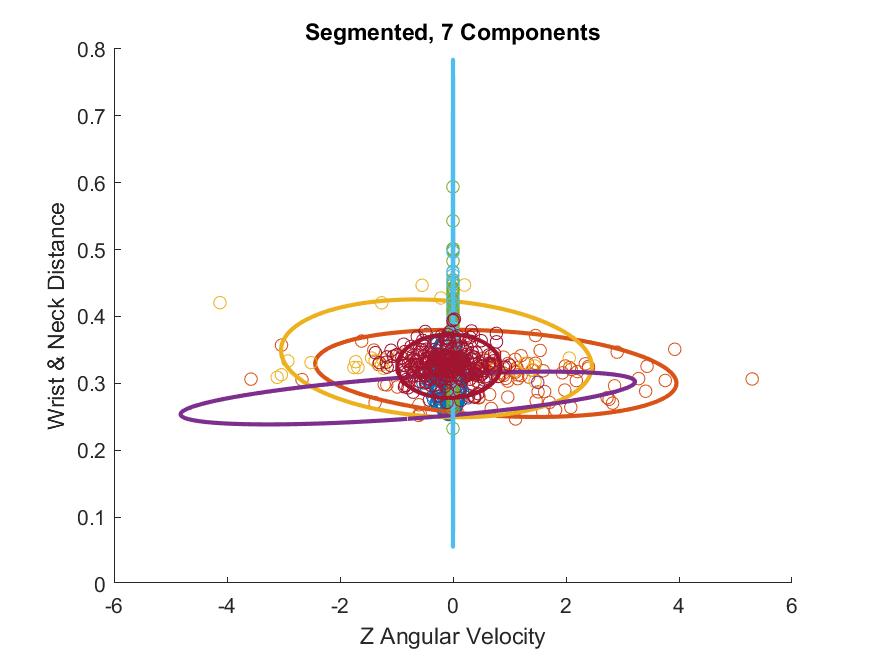 Segmented, 7 Components
0.8
0.7
0.6
0.5
0.4
0.3
0.2
0.1
0
Wrist & Neck Distance
-6 -4 -2 0 2 4 6
Z Angular Velocity